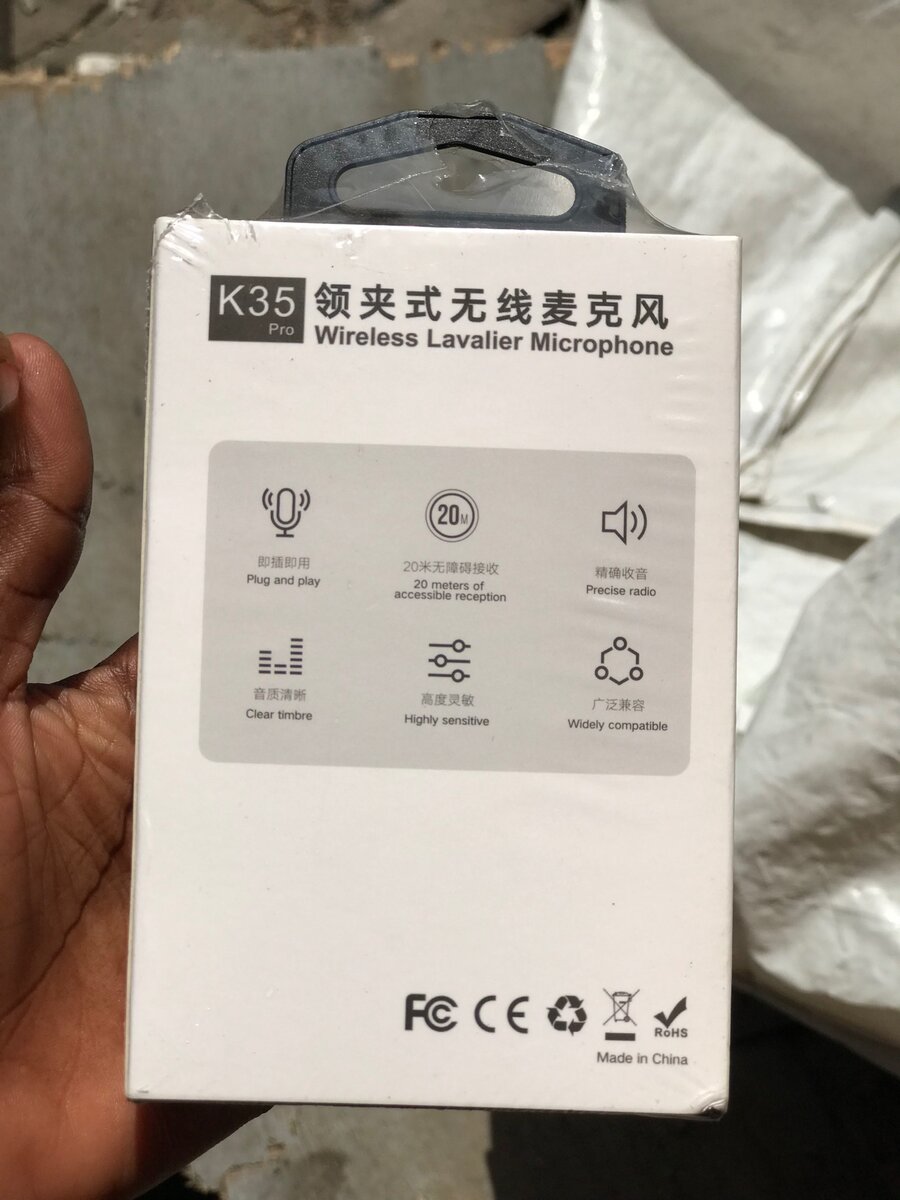 K35
Pro
领夹式无线麦克风
Wireless Lavalier Microphone
即插即用
Plug and play
20M
20米无障碍接收
20 meters of
accessible reception
精确收音
Precise radio
音质清晰
Clear timbre
高度灵敏
Highly sensitive
广泛兼容
Widely compatible
FC CE RoHS
Made in China